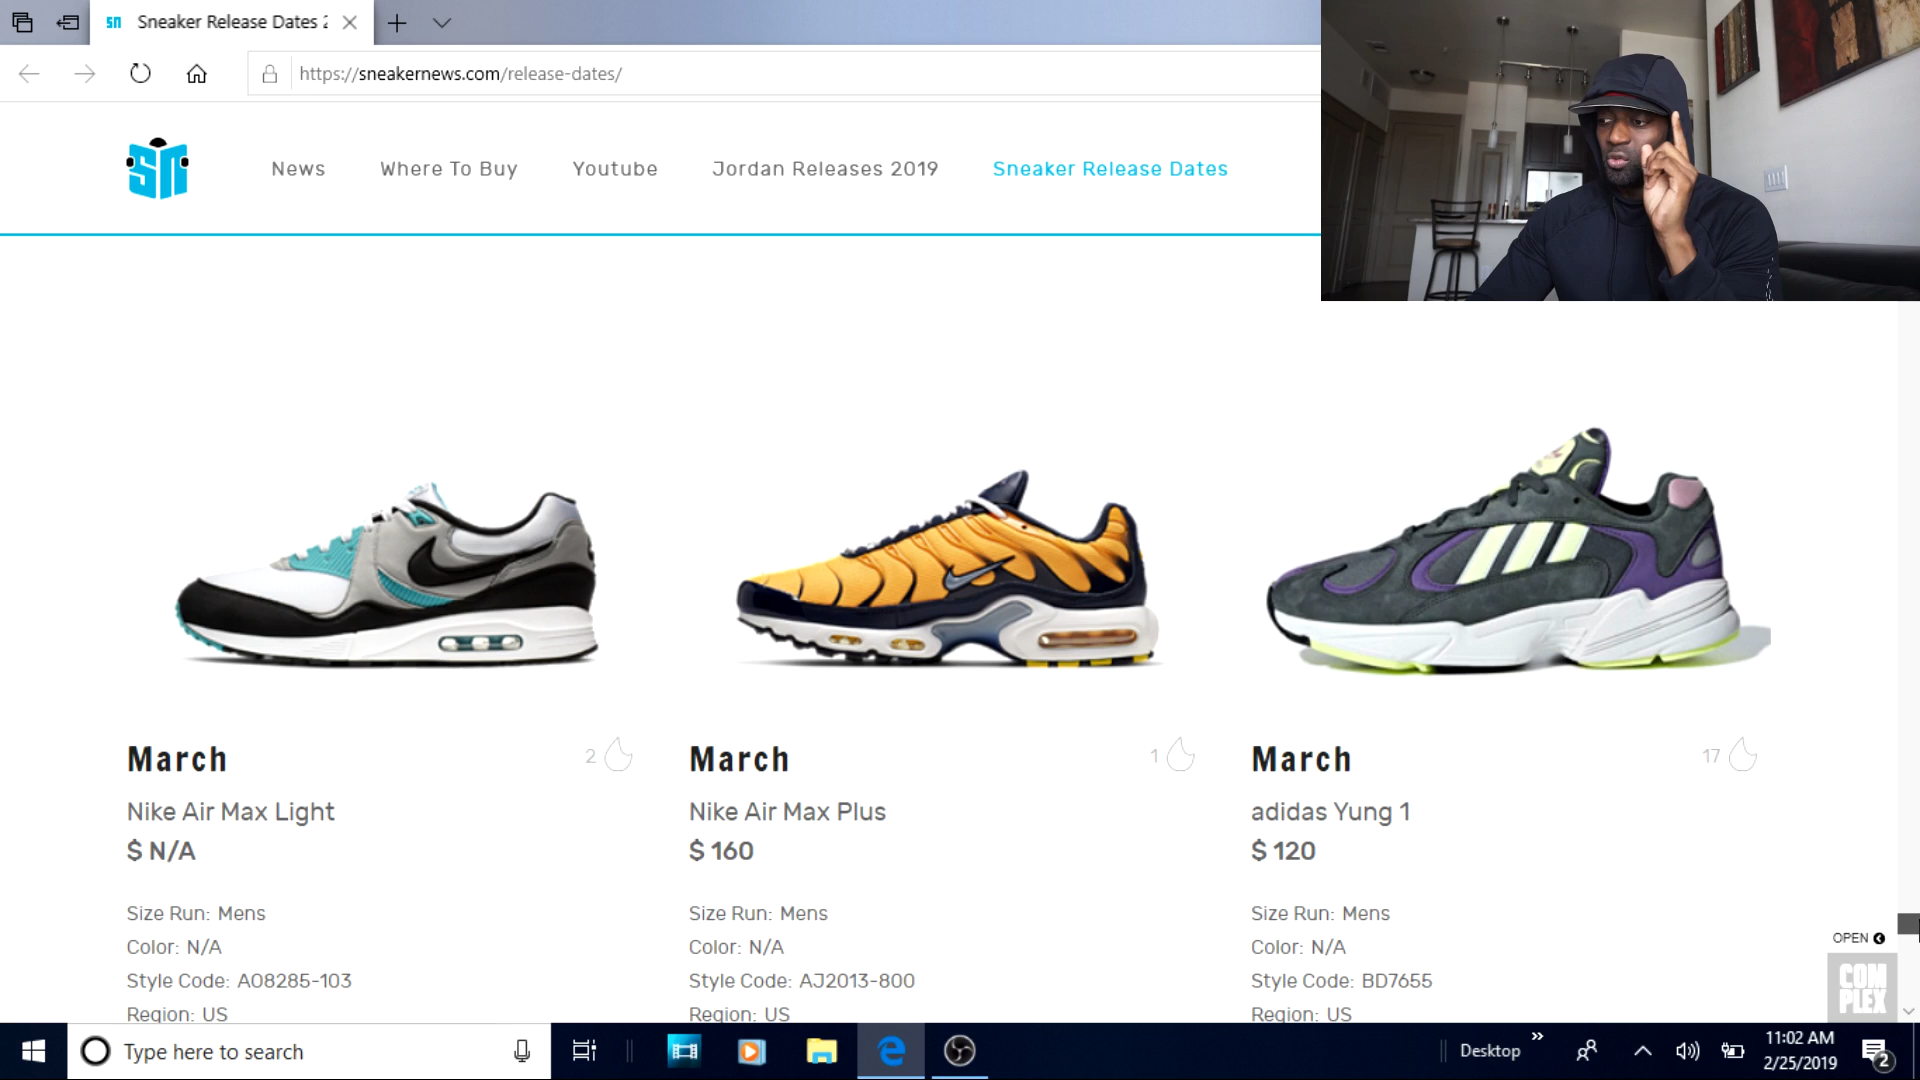 Sneaker Release Dates 2
https://sneakernews.com/release-dates/
SN
News
Where To Buy
Youtube
Jordan Releases 2019
Sneaker Release Dates
March
2
Nike Air Max Light
$ N/A
Size Run: Mens
Color: N/A
Style Code: AO8285-103
Region: US
March
1
Nike Air Max Plus
$ 160
Size Run: Mens
Color: N/A
Style Code: AJ2013-800
Region: US
March
17
adidas Yung 1
$ 120
Size Run: Mens
Color: N/A
Style Code: BD7655
Region: US
OPEN
COM
PLEX
Type here to search
Desktop
11:02 AM
2/25/2019
2